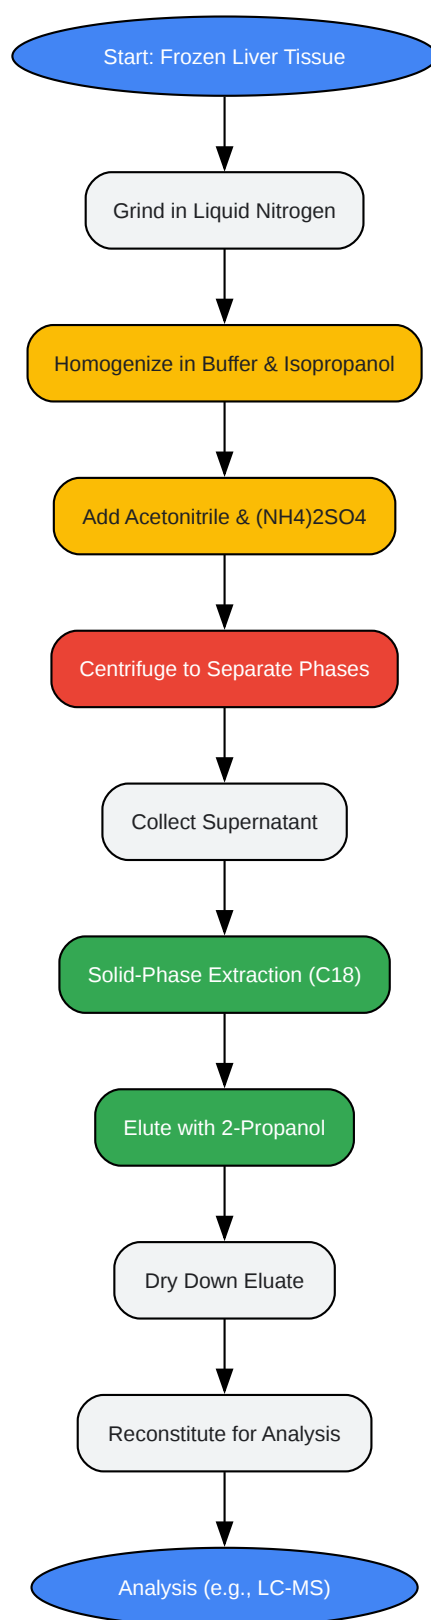 Start: Frozen Liver Tissue
Grind in Liquid Nitrogen
Homogenize in Buffer & Isopropanol
Add Acetonitrile & (NH4)2SO4
Centrifuge to Separate Phases
Collect Supernatant
Solid-Phase Extraction (C18)
Elute with 2-Propanol
Dry Down Eluate
Reconstitute for Analysis
Analysis (e.g., LC-MS)